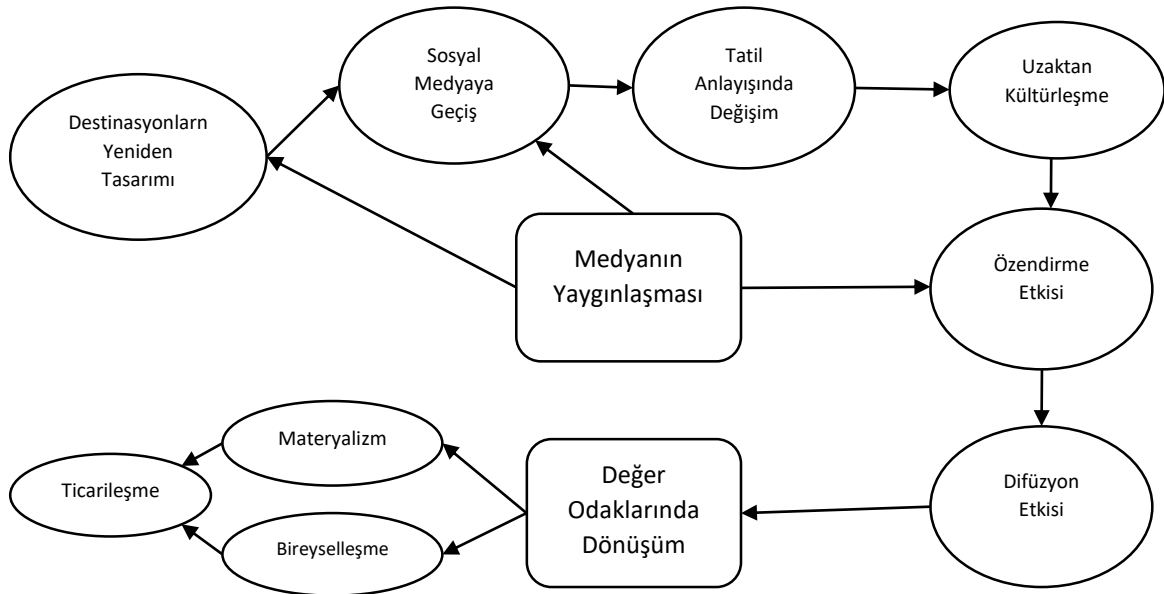 Destinasyonlarn
Yeniden
Tasarımı
Sosyal
Medyaya
Geçiş
Tatil
Anlayışında
Değişim
Uzaktan
Kültürleşme
Medyanın
Yaygınlaşması
Özendirme
Etkisi
Materyalizm
Ticarileşme
Bireyselleşme
Değer
Odaklarında
Dönüşüm
Difüzyon
Etkisi